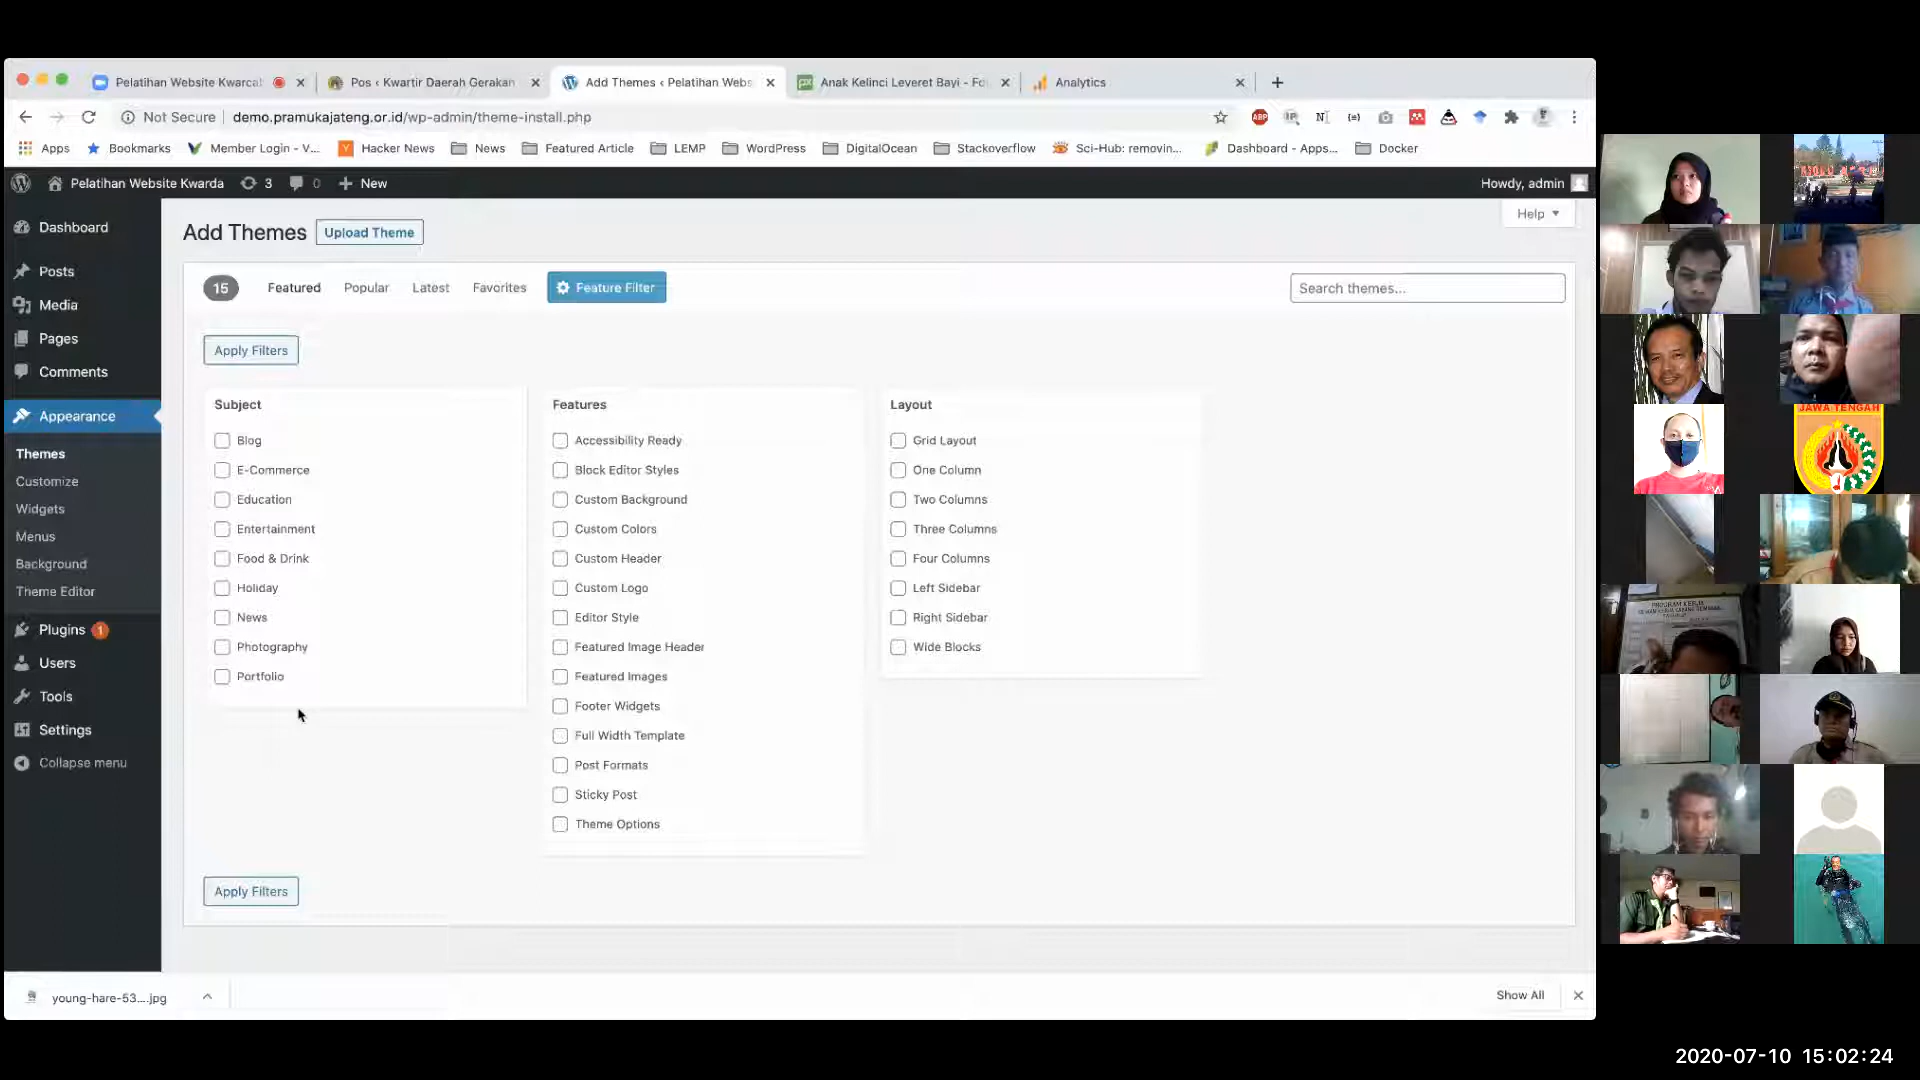 Pelatihan Website Kwarca
Pos ‹ Kwartir Daerah Gerakan
Add Themes ‹ Pelatihan Webs
Anak Kelinci Leveret Bayi - Fo
Analytics
Not Secure
demo.pramukajateng.or.id/wp-admin/theme-install.php
ABP
Apps
Bookmarks
Member Login - V...
Hacker News
News
Featured Article
LEMP
WordPress
DigitalOcean
Stackoverflow
Sci-Hub: removin...
Dashboard - Apps...
Docker
Pelatihan Website Kwarda
3
0
New
Howdy, admin
Dashboard
Posts
Media
Pages
Comments
Appearance
Themes
Customize
Widgets
Menus
Background
Theme Editor
Plugins 1
Users
Tools
Settings
Collapse menu
Help
Add Themes
Upload Theme
15
Featured
Popular
Latest
Favorites
Feature Filter
Search themes...
Apply Filters
Subject
Blog
E-Commerce
Education
Entertainment
Food & Drink
Holiday
News
Photography
Portfolio
Features
Accessibility Ready
Block Editor Styles
Custom Background
Custom Colors
Custom Header
Custom Logo
Editor Style
Featured Image Header
Featured Images
Footer Widgets
Full Width Template
Post Formats
Sticky Post
Theme Options
Layout
Grid Layout
One Column
Two Columns
Three Columns
Four Columns
Left Sidebar
Right Sidebar
Wide Blocks
Apply Filters
young-hare-53....jpg
Show All
JAWA TENGAH
PROGRAM KERJA
2020-07-10 15:02:24